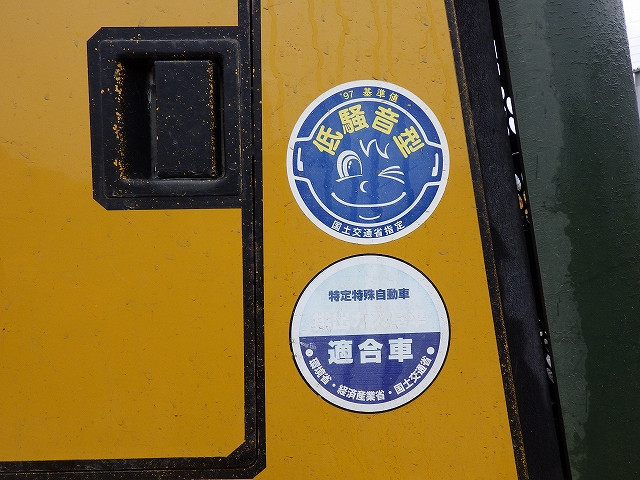 '97 基準値
低騒音型
国土交通省指定
特定特殊自動車
適合車
●環境省・経済産業省・国土交通省●